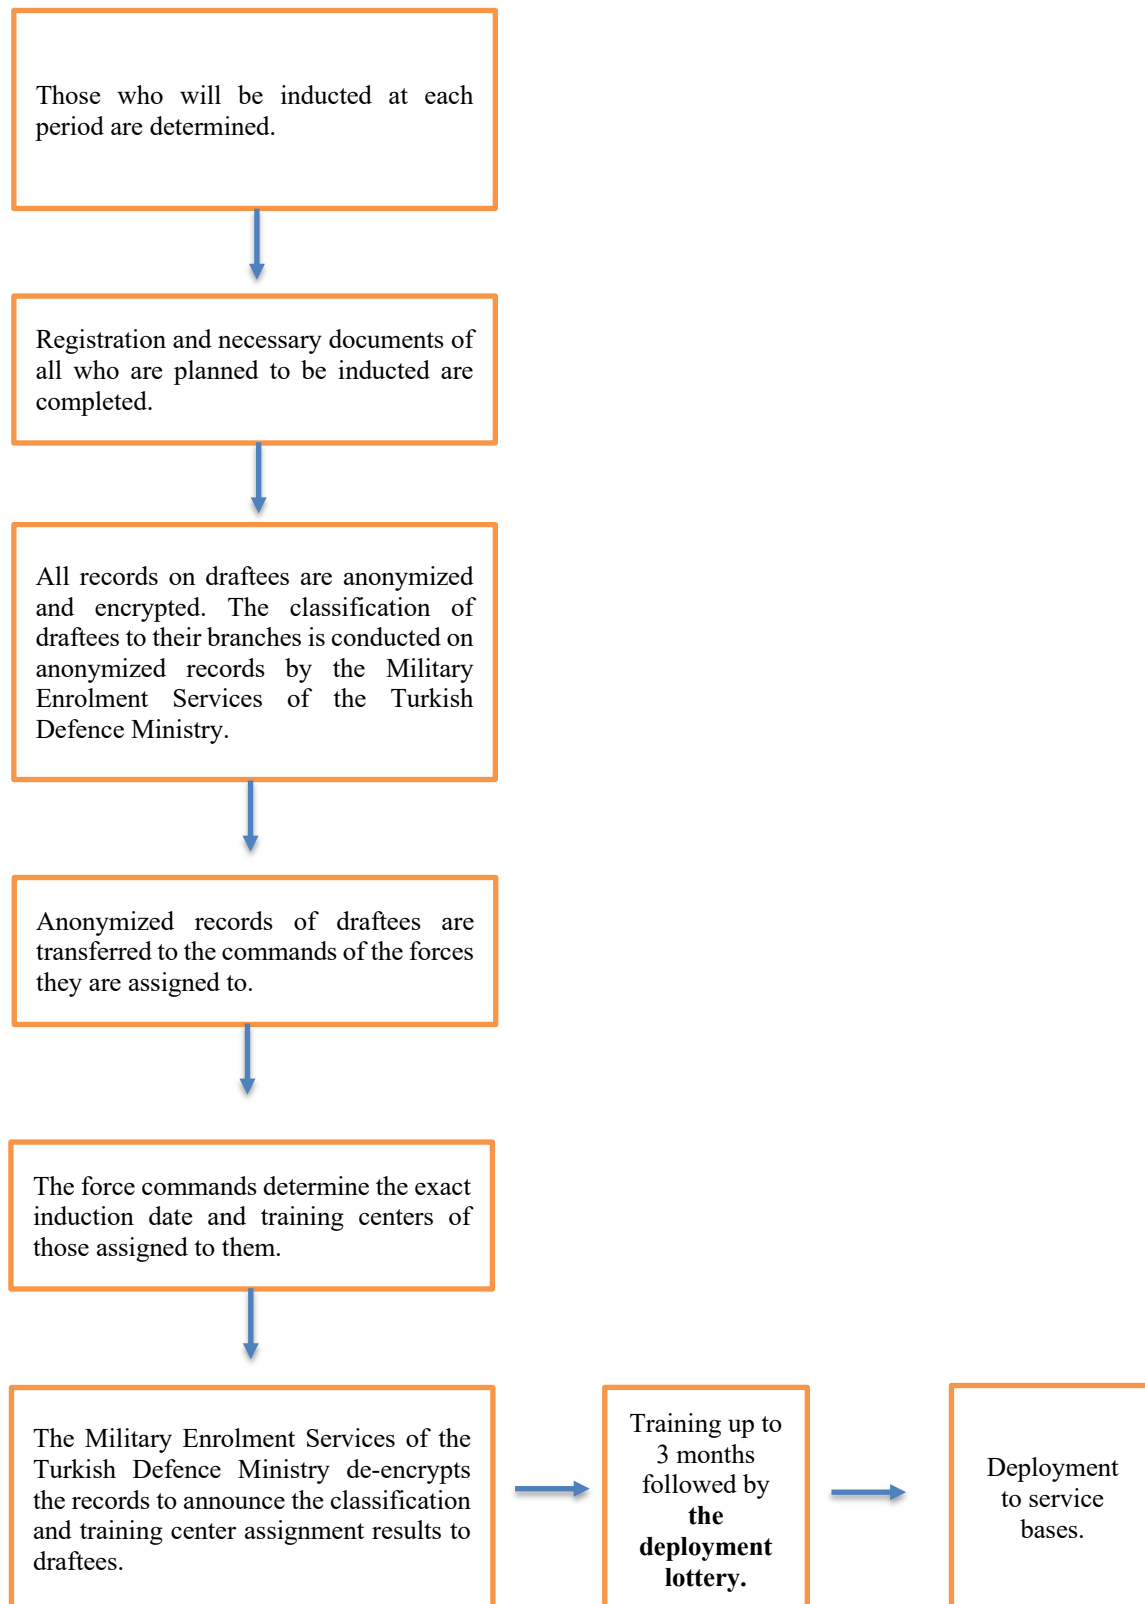 Those who will be inducted at each
period are determined.
Registration and necessary documents of
all who are planned to be inducted are
completed.
All records on draftees are anonymized
and encrypted. The classification of
draftees to their branches is conducted on
anonymized records by the Military
Enrolment Services of the Turkish
Defence Ministry.
Anonymized records of draftees are
transferred to the commands of the forces
they are assigned to.
The force commands determine the exact
induction date and training centers of
those assigned to them.
The Military Enrolment Services of the
Turkish Defence Ministry de-encrypts
the records to announce the classification
and training center assignment results to
draftees.
Training up to
3 months
followed by
the
deployment
lottery.
Deployment
to service
bases.